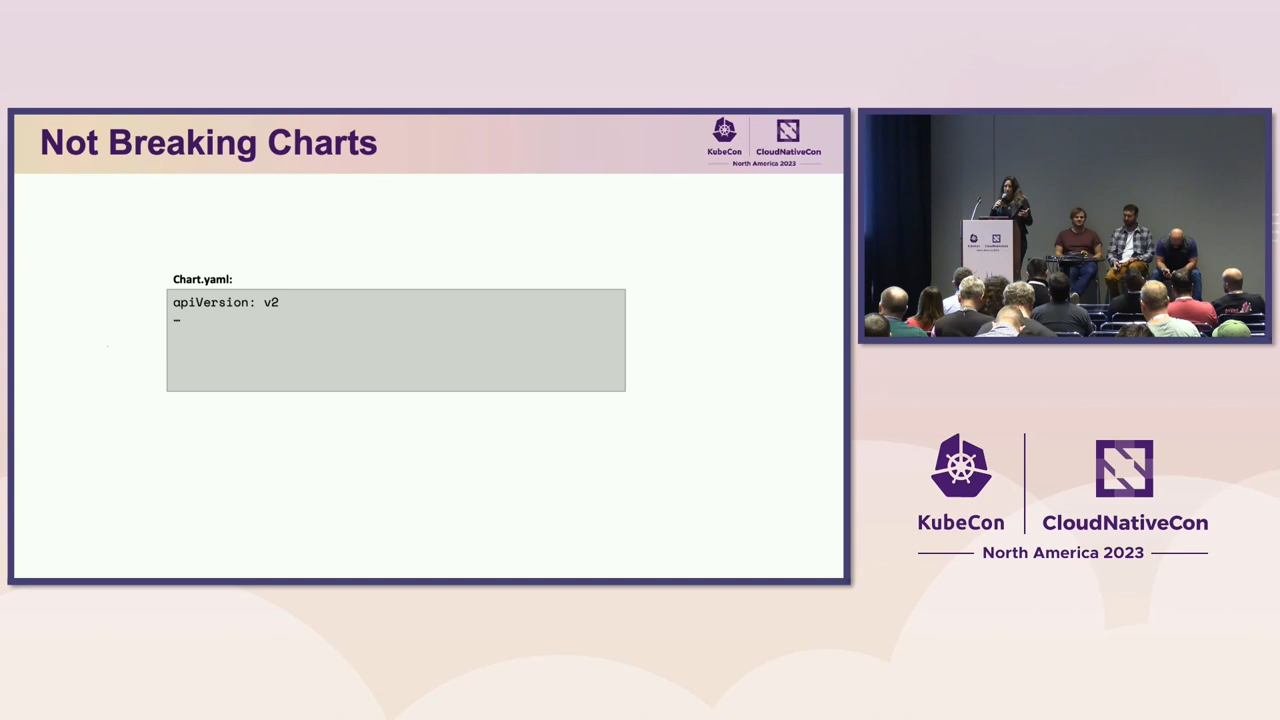 Not Breaking Charts
KubeCon
CloudNativeCon
North America 2023
Chart.yaml:
apiVersion: v2
…
KubeCon
CloudNativeCon
North America 2023